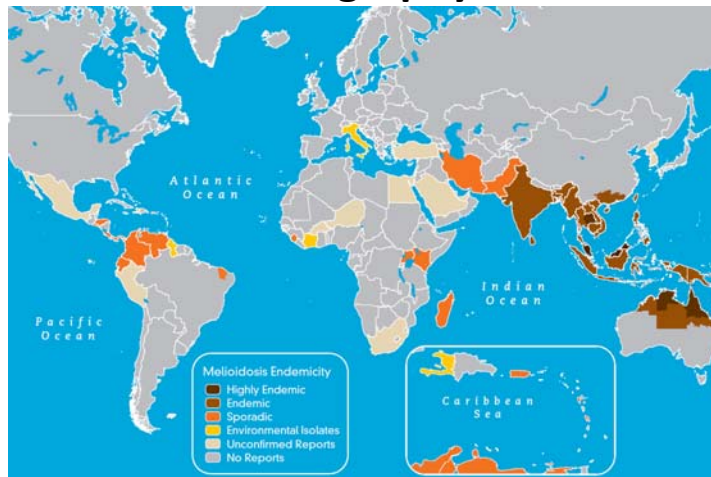 Atlantic
Ocean
Pacific
Ocean
Indian
Ocean
Melioidosis Endemicity
Highly Endemic
Endemic
Sporadic
Environmental Isolates
Unconfirmed Reports
No Reports
Caribbean
Sea